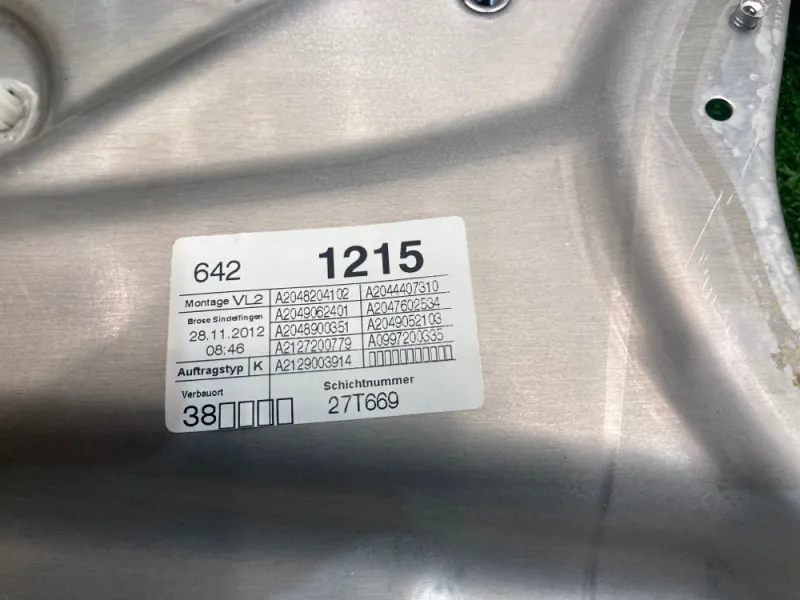 642 1215
Montage VL2 A2048204102 A2044407310
A2049062401 A2047602534
Brose Sindelfingen
28.11.2012 A2048900351 A2049052103
08:46 A2127200779 A0997200335
Auftragstyp K A2129003914
Verbauort Schichtnummer
38 27T669